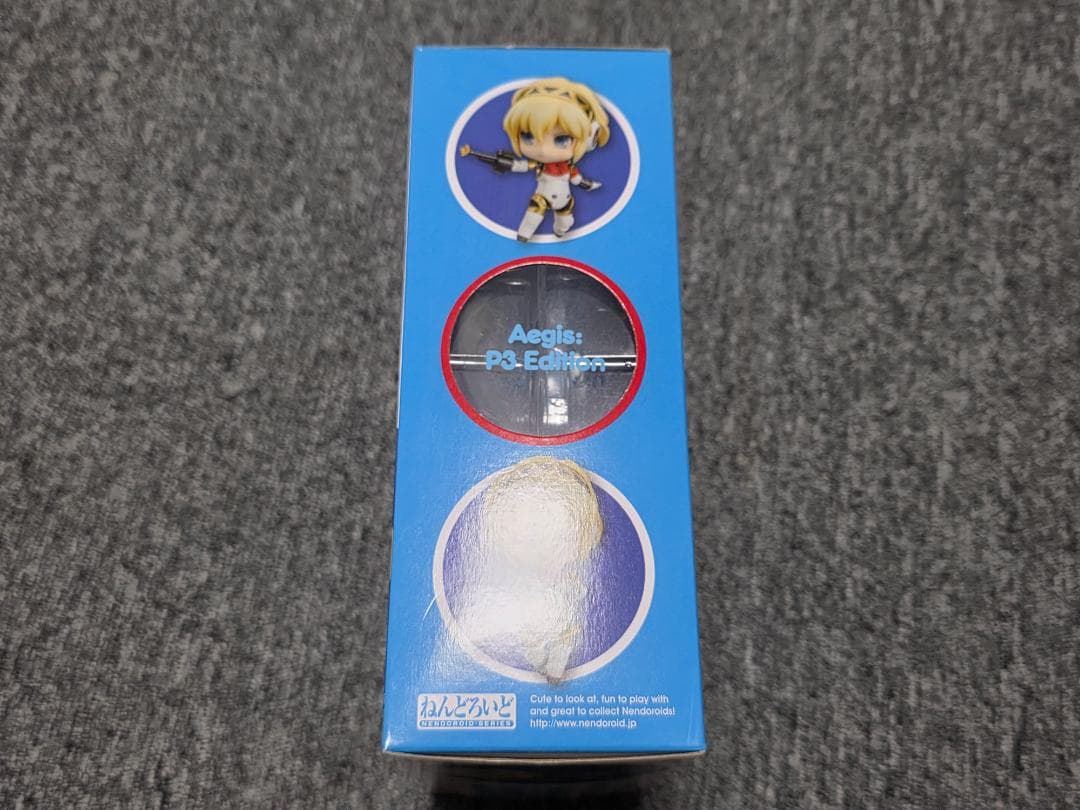 Aegis:
P3 Edition
ねんどろいど
NENDOROID SERIES
Cute to look at, fun to play with
and great to collect Nendoroids!
http://www.nendoroid.jp